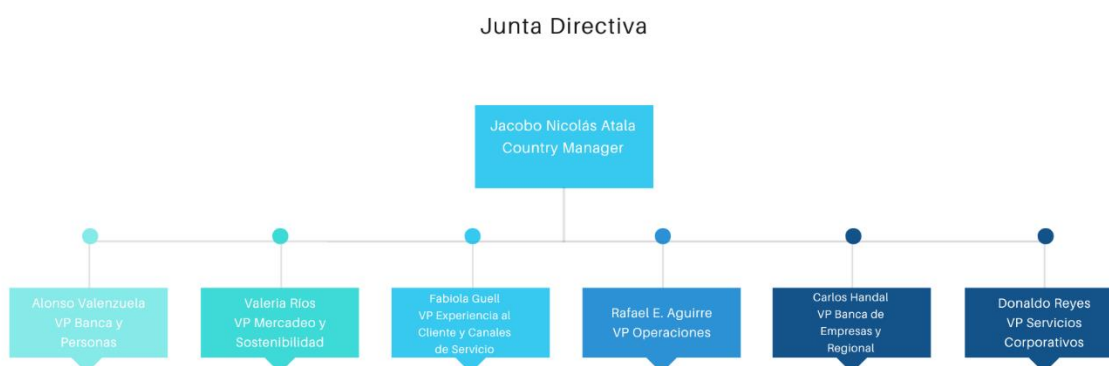 Junta Directiva
Jacobo Nicolás Atala
Country Manager
Alonso Valenzuela
VP Banca y
Personas
Valeria Ríos
VP Mercadeo y
Sostenibilidad
Fabiola Guell
VP Experiencia al
Cliente y Canales
de Servicio
Rafael E. Aguirre
VP Operaciones
Carlos Handal
VP Banca de
Empresas y
Regional
Donaldo Reyes
VP Servicios
Corporativos